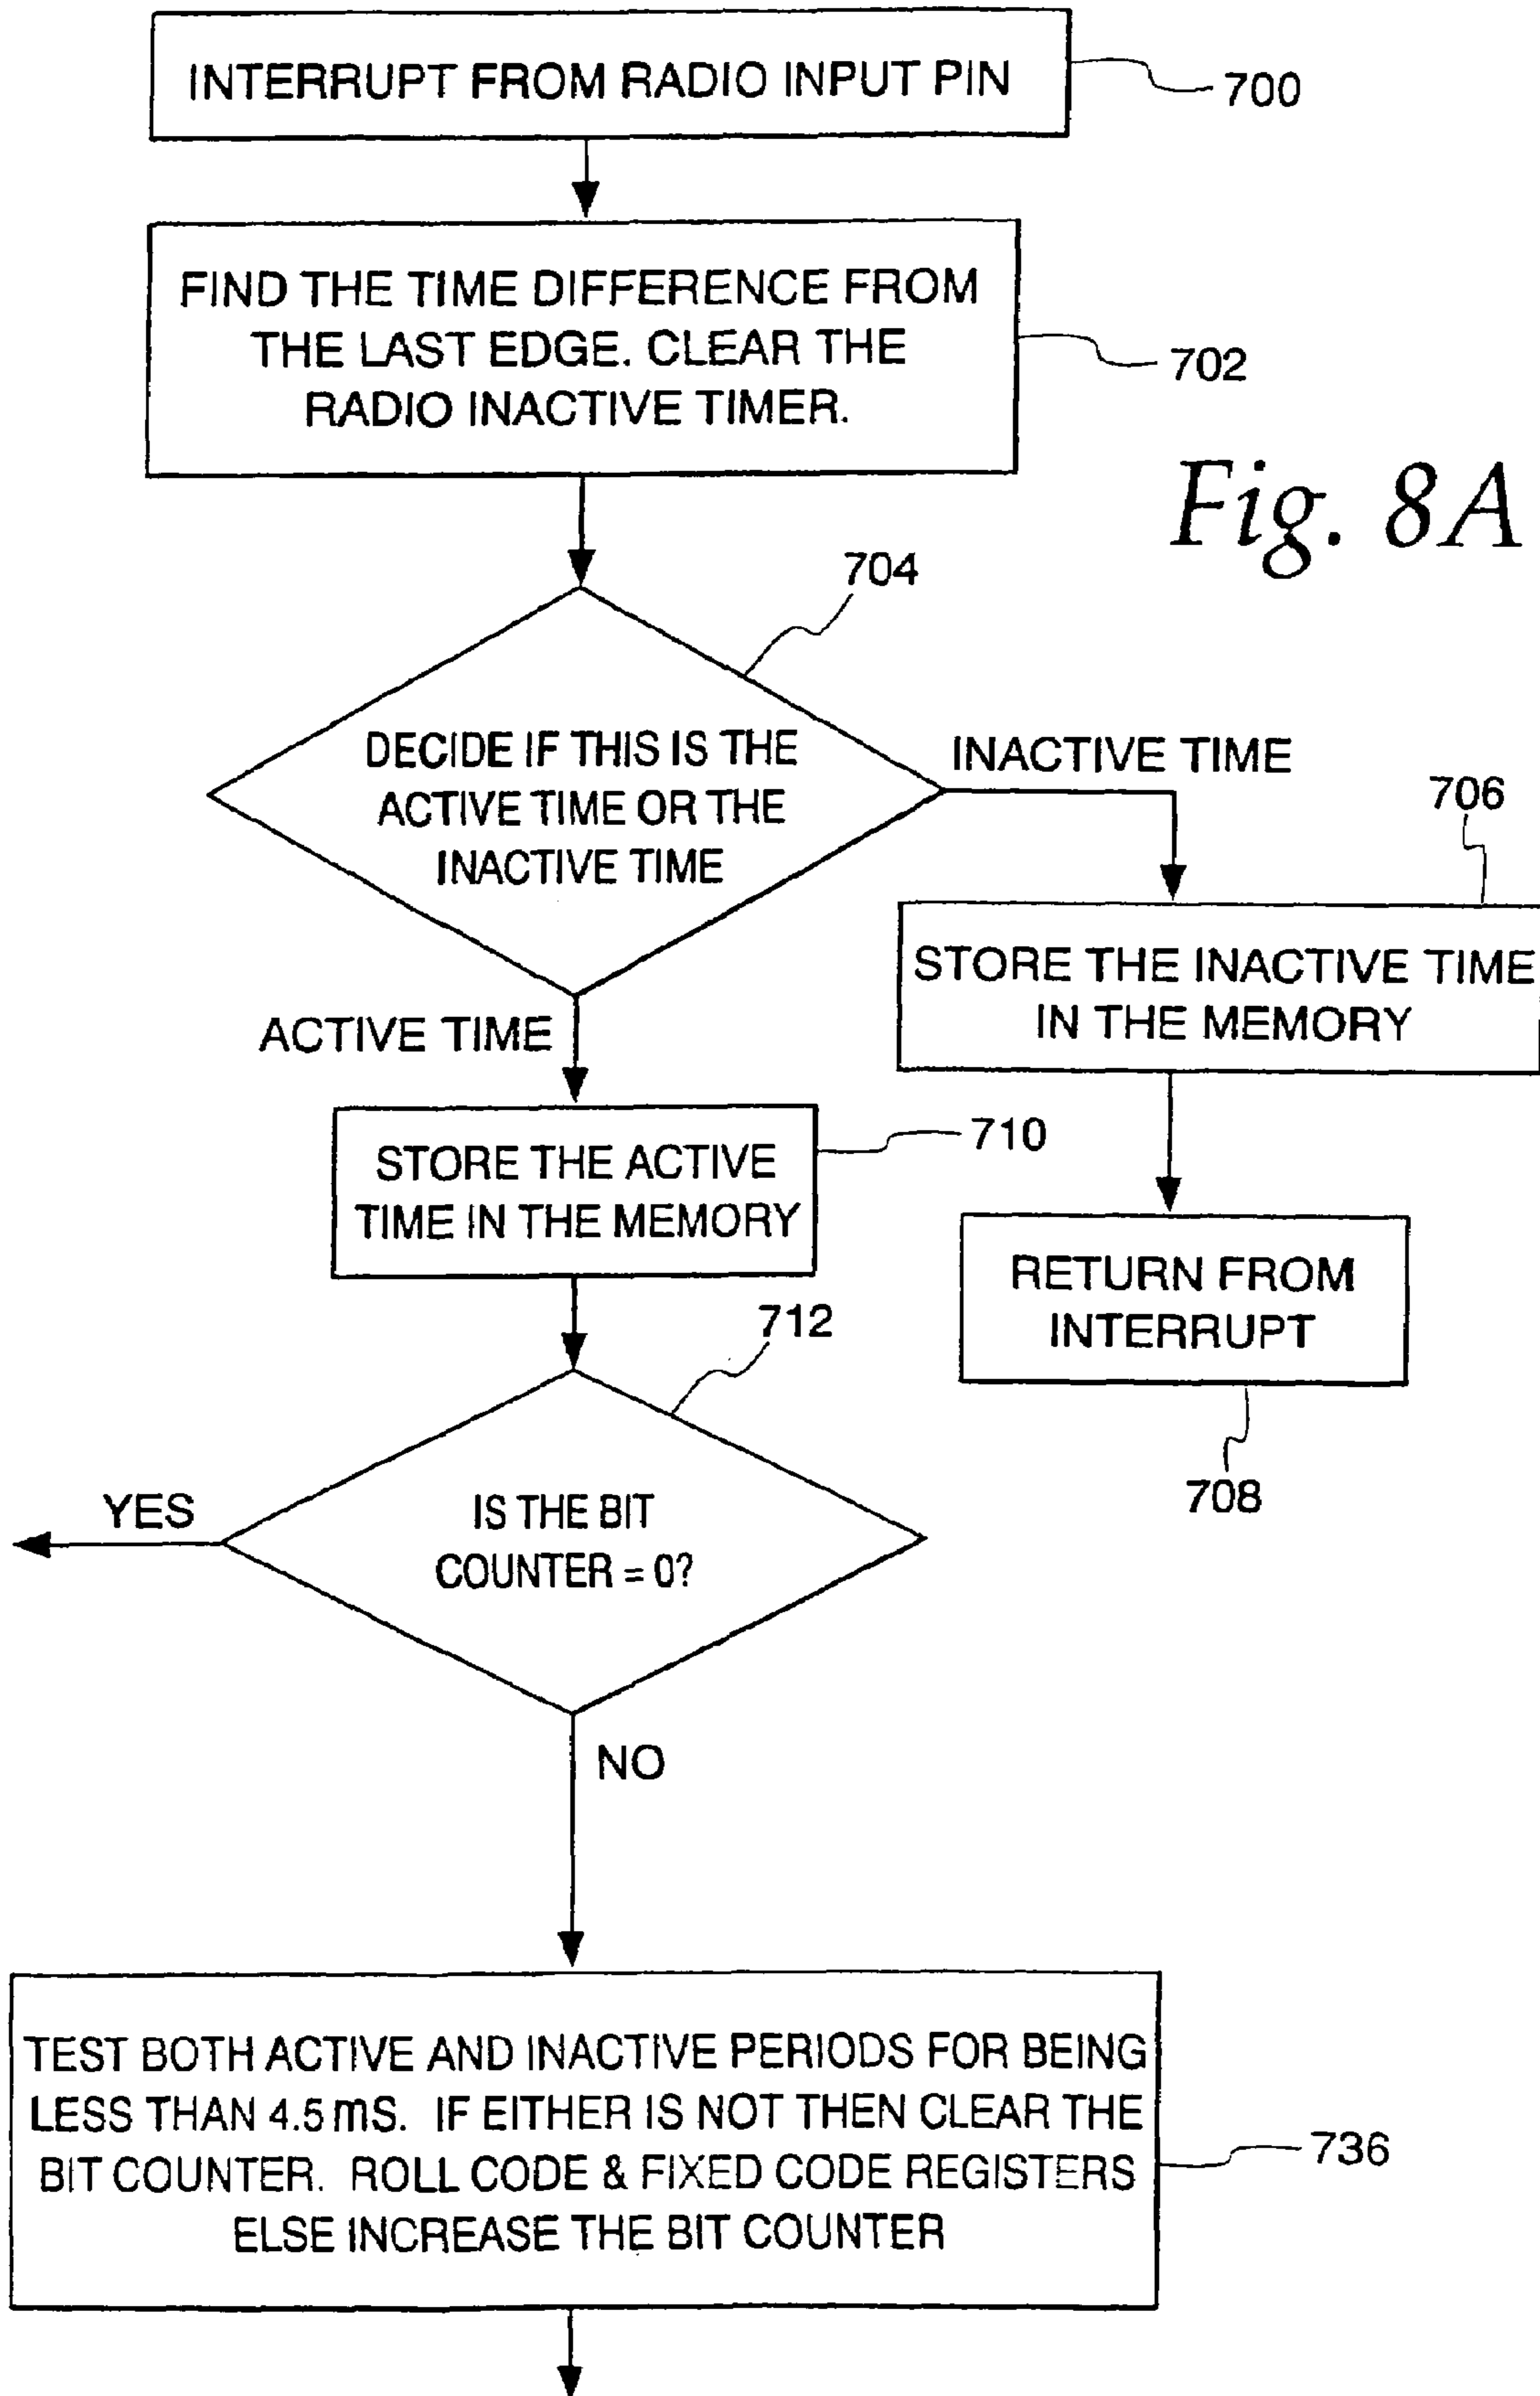 INTERRUPT FROM RADIO INPUT PIN
700
FIND THE TIME DIFFERENCE FROM
THE LAST EDGE. CLEAR THE
RADIO INACTIVE TIMER.
702
Fig. 8A
704
DECIDE IF THIS IS THE
ACTIVE TIME OR THE
INACTIVE TIME
INACTIVE TIME
706
STORE THE INACTIVE TIME
IN THE MEMORY
ACTIVE TIME
710
STORE THE ACTIVE
TIME IN THE MEMORY
RETURN FROM
INTERRUPT
708
712
IS THE BIT
COUNTER = 0?
YES
NO
TEST BOTH ACTIVE AND INACTIVE PERIODS FOR BEING
LESS THAN 4.5 mS. IF EITHER IS NOT THEN CLEAR THE
BIT COUNTER. ROLL CODE & FIXED CODE REGISTERS
ELSE INCREASE THE BIT COUNTER
736